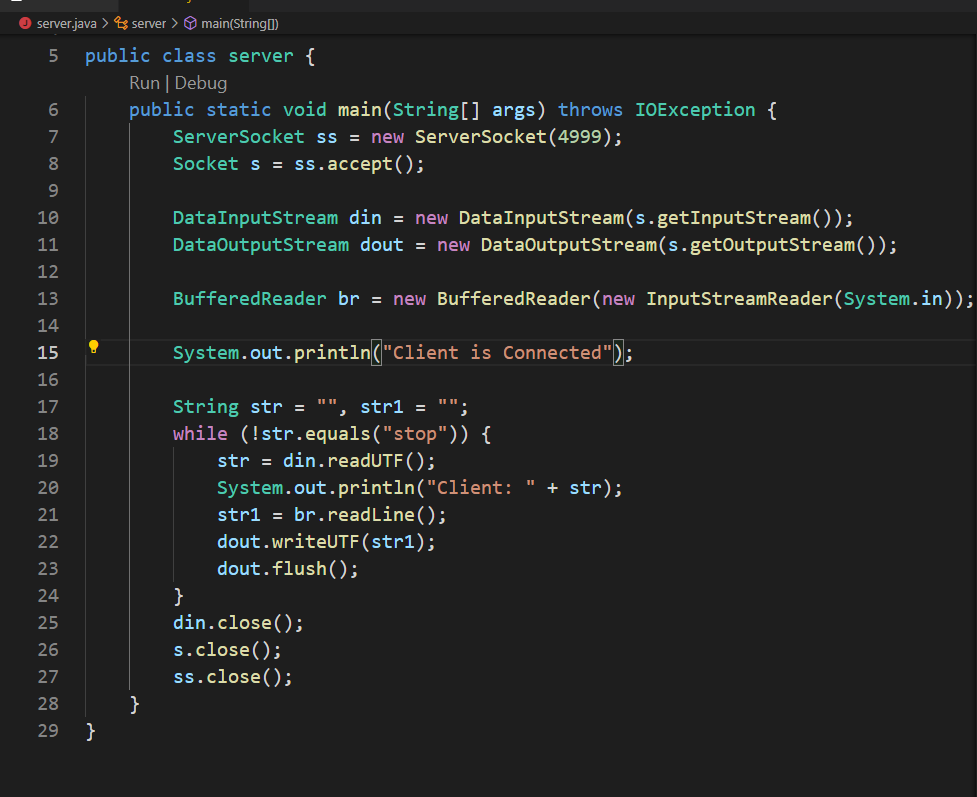 server.java > server > main(String[])
5 public class server {
Run | Debug
6 public static void main(String[] args) throws IOException {
7 ServerSocket ss = new ServerSocket(4999);
8 Socket s = ss.accept();
9
10 DataInputStream din = new DataInputStream(s.getInputStream());
11 DataOutputStream dout = new DataOutputStream(s.getOutputStream());
12
13 BufferedReader br = new BufferedReader(new InputStreamReader(System.in));
14
15 System.out.println("Client is Connected");
16
17 String str = "", str1 = "";
18 while (!str.equals("stop")) {
19 str = din.readUTF();
20 System.out.println("Client: " + str);
21 str1 = br.readLine();
22 dout.writeUTF(str1);
23 dout.flush();
24 }
25 din.close();
26 s.close();
27 ss.close();
28 }
29 }